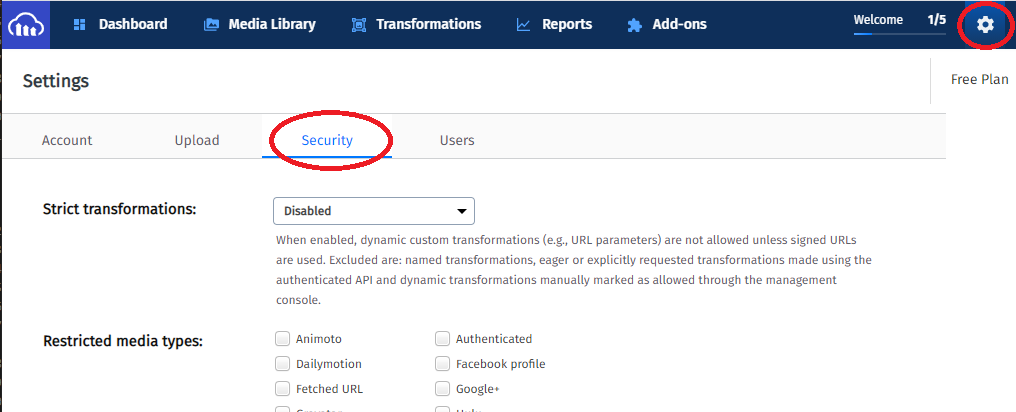 Dashboard Media Library Transformations Reports Add-ons Welcome 1/5
Settings Free Plan
Account Upload Security Users
Strict transformations: Disabled
When enabled, dynamic custom transformations (e.g., URL parameters) are not allowed unless signed URLs
are used. Excluded are: named transformations, eager or explicitly requested transformations made using the
authenticated API and dynamic transformations manually marked as allowed through the management
console.
Restricted media types: Animoto Authenticated
Dailymotion Facebook profile
Fetched URL Google+